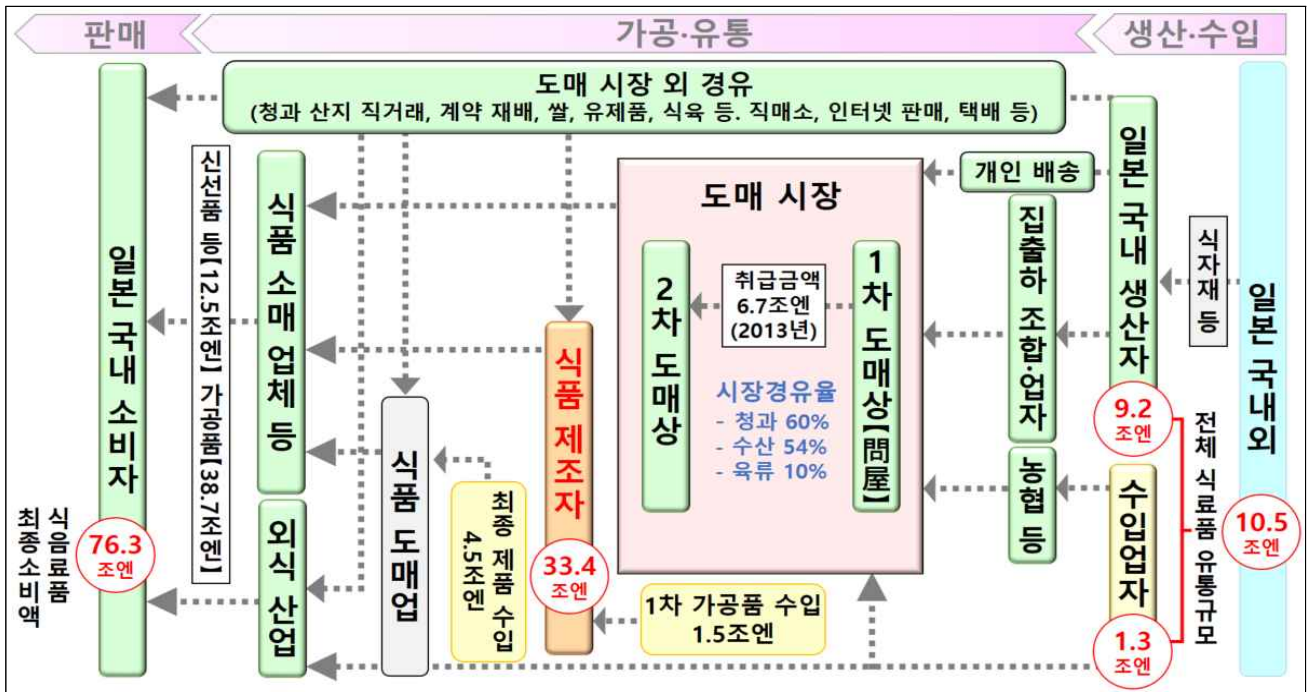 판매
가공·유통
생산·수입
도매 시장 외 경유
(청과 산지 직거래, 계약 재배, 쌀, 유제품, 식육 등. 직매소, 인터넷 판매, 택배 등)
일본 국내 소비자
식음료품
최종소비액
76.3
조엔
신선품 등【12.5조엔】 가공품【38.7조엔】
식품 소매 업체 등
외식 산업
식품 도매업
최종 제품 수입
4.5조엔
식품 제조자
33.4
조엔
1차 가공품 수입
1.5조엔
도매 시장
2차 도매상
취급금액
6.7조엔
(2013년)
시장경유율
- 청과 60%
- 수산 54%
- 육류 10%
1차 도매상【問屋】
개인 배송
집출하 조합·업자
농협 등
일본 국내 생산자
9.2
조엔
수입업자
1.3
조엔
전체 식료품 유통규모
식자재 등
일본 국내외
10.5
조엔